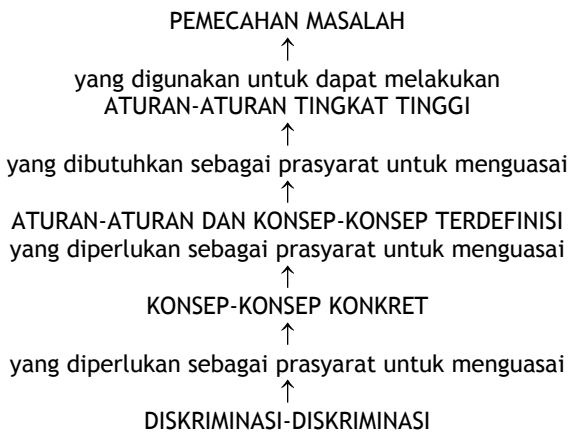 PEMECAHAN MASALAH
↑
yang digunakan untuk dapat melakukan
ATURAN-ATURAN TINGKAT TINGGI
↑
yang dibutuhkan sebagai prasyarat untuk menguasai
↑
ATURAN-ATURAN DAN KONSEP-KONSEP TERDEFINISI
yang diperlukan sebagai prasyarat untuk menguasai
↑
KONSEP-KONSEP KONKRET
↑
yang diperlukan sebagai prasyarat untuk menguasai
↑
DISKRIMINASI-DISKRIMINASI